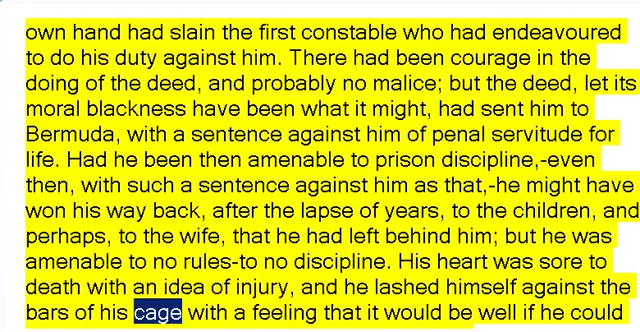 own hand had slain the first constable who had endeavoured
to do his duty against him. There had been courage in the
doing of the deed, and probably no malice; but the deed, let its
moral blackness have been what it might, had sent him to
Bermuda, with a sentence against him of penal servitude for
life. Had he been then amenable to prison discipline,-even
then, with such a sentence against him as that,-he might have
won his way back, after the lapse of years, to the children, and
perhaps, to the wife, that he had left behind him; but he was
amenable to no rules-to no discipline. His heart was sore to
death with an idea of injury, and he lashed himself against the
bars of his cage with a feeling that it would be well if he could